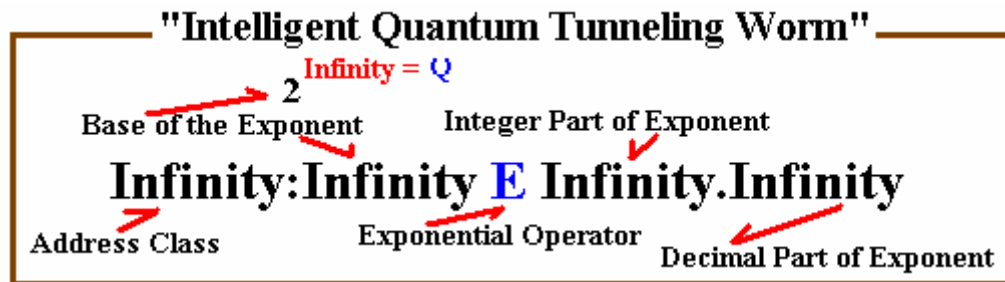 "Intelligent Quantum Tunneling Worm"
2 Infinity = Q
Base of the Exponent
Integer Part of Exponent
Infinity:Infinity E Infinity.Infinity
Address Class
Exponential Operator
Decimal Part of Exponent